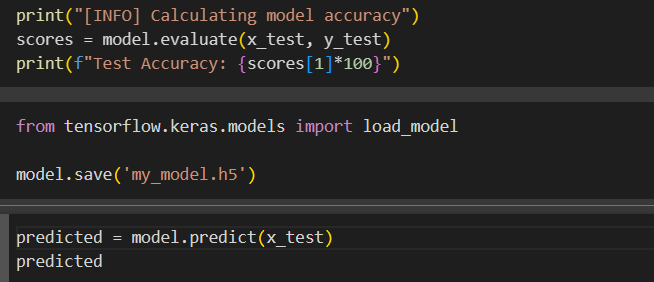 print("[INFO] Calculating model accuracy")
scores = model.evaluate(x_test, y_test)
print(f"Test Accuracy: {scores[1]*100}")
from tensorflow.keras.models import load_model
model.save('my_model.h5')
predicted = model.predict(x_test)
predicted